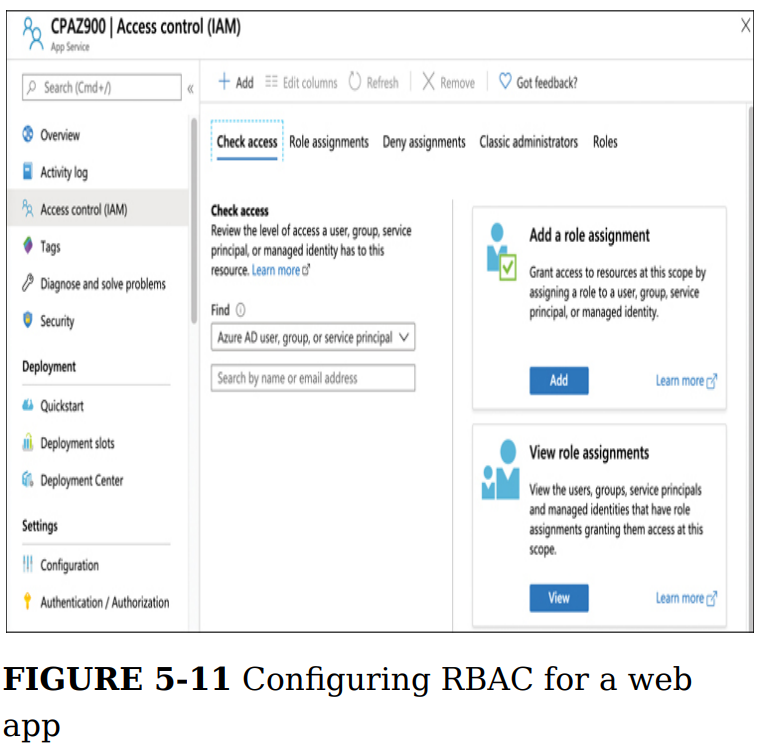 CPAZ900 | Access control (IAM)
App Service
Search (Cmd+/)
«
Overview
Activity log
Access control (IAM)
Tags
Diagnose and solve problems
Security
Deployment
Quickstart
Deployment slots
Deployment Center
Settings
Configuration
Authentication / Authorization
Add
Edit columns
Refresh
Remove
Got feedback?
Check access
Role assignments
Deny assignments
Classic administrators
Roles
Check access
Review the level of access a user, group, service
principal, or managed identity has to this
resource. Learn more
Find
Azure AD user, group, or service principal
Search by name or email address
Add a role assignment
Grant access to resources at this scope by
assigning a role to a user, group, service
principal, or managed identity.
Add
Learn more
View role assignments
View the users, groups, service principals
and managed identities that have role
assignments granting them access at this
scope.
View
Learn more
FIGURE 5-11 Configuring RBAC for a web
app